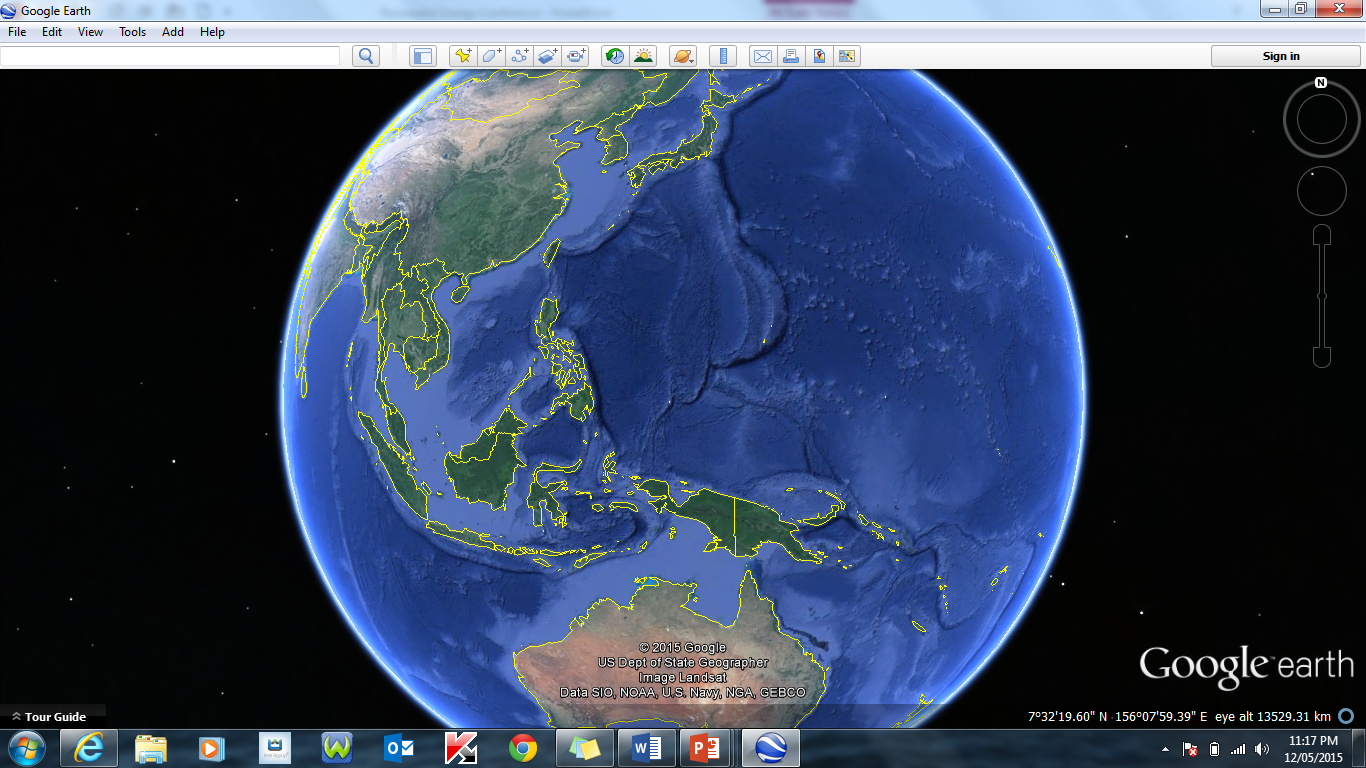 Google Earth
File Edit View Tools Add Help
Sign in
N
© 2015 Google
US Dept of State Geographer
Image Landsat
Data SIO, NOAA, U.S. Navy, NGA, GEBCO
Google earth
Tour Guide
7°32'19.60" N 156°07'59.39" E eye alt 13529.31 km
11:17 PM
12/05/2015